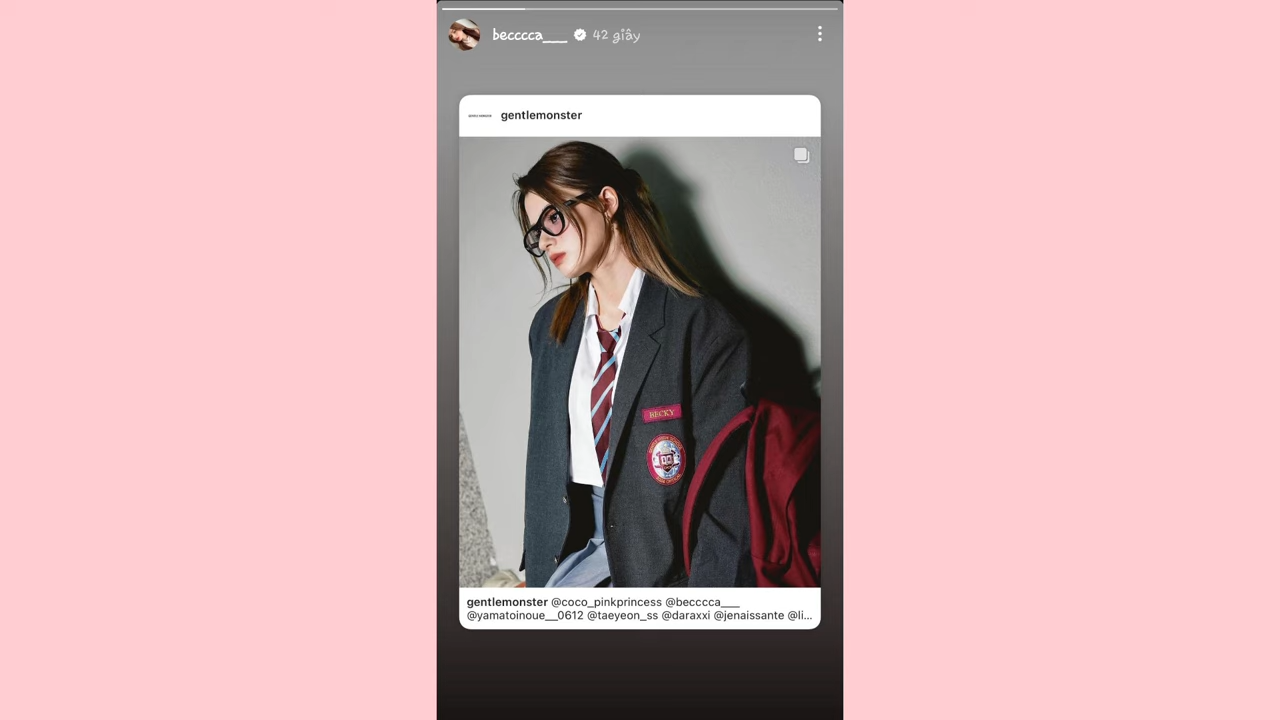 becccca___ 42 giây
gentlemonster
BECKY
gentlemonster @coco_pinkprincess @becccca___
@yamatoinoue__0612 @taeyeon_ss @daraxxi @jenaissante @li...